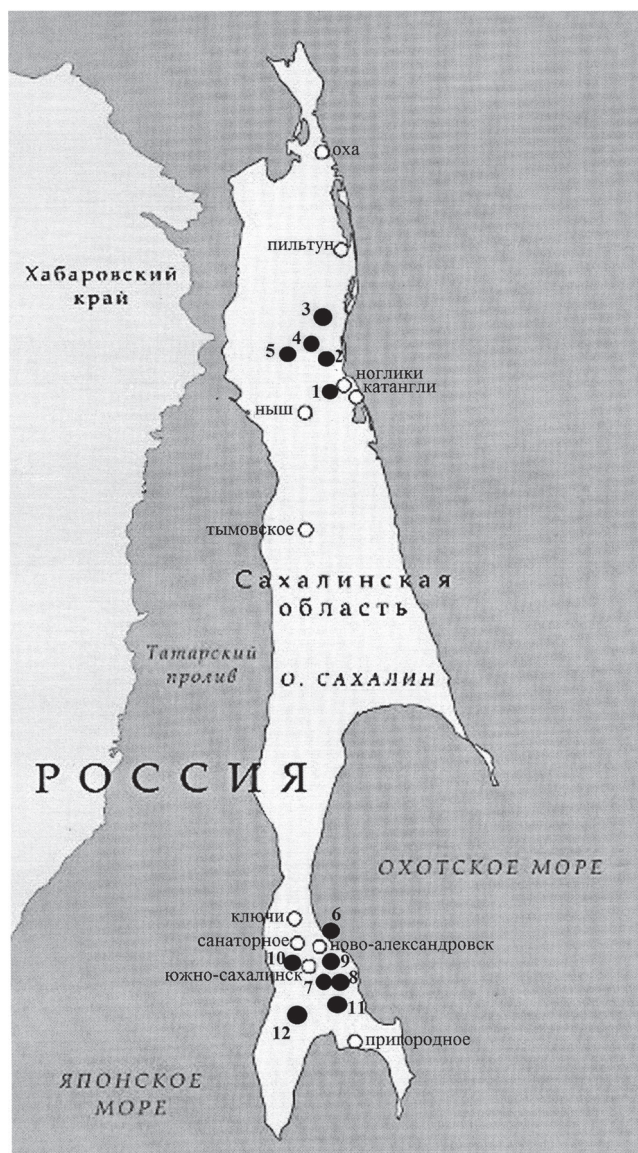 оха
пильтун
Хабаровский
край
3
4
5
2
ноглики
1
катангли
ныш
тымовское
Сахалинская
область
Татарский
пролив
О. САХАЛИН
РОССИЯ
ОХОТСКОЕ МОРЕ
ключи
6
санаторное
ново-александровск
10
9
южно-сахалинск
7
8
11
12
пригородное
ЯПОНСКОЕ
МОРЕ